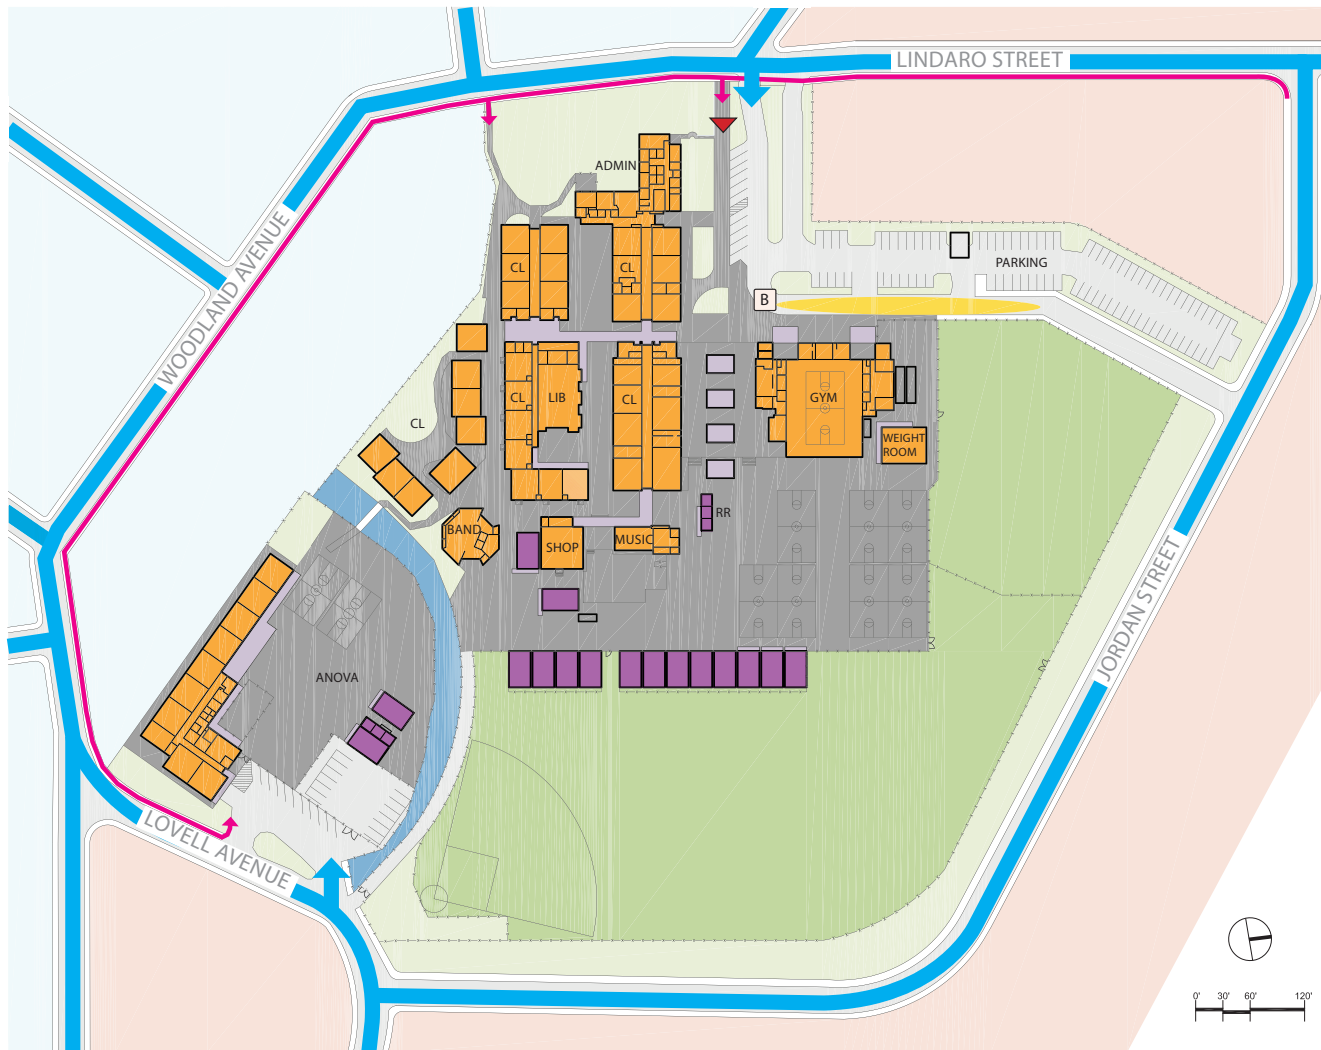 LINDARO STREET
ADMIN
WOODLAND AVENUE
CL
CL
PARKING
B
CL
LIB
CL
GYM
CL
WEIGHT
ROOM
BAND
RR
SHOP
MUSIC
JORDAN STREET
ANOVA
LOVELL AVENUE
0' 30' 60' 120'